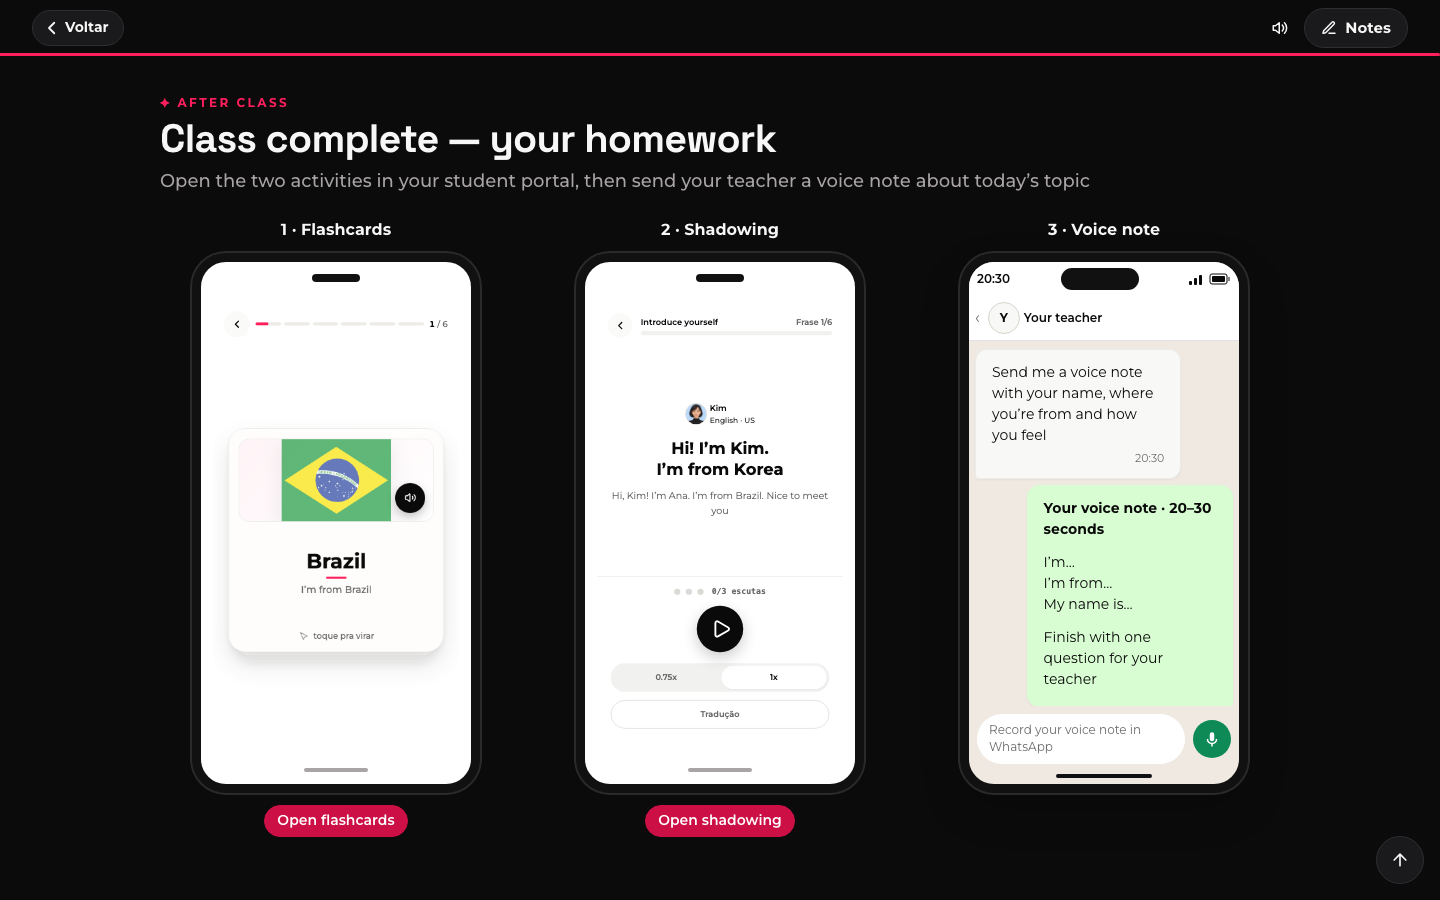 Voltar
Notes
AFTER CLASS
Class complete — your homework
Open the two activities in your student portal, then send your teacher a voice note about today’s topic
1 · Flashcards
1 / 6
Brazil
I’m from Brazil
toque pra virar
Open flashcards
2 · Shadowing
Introduce yourself
Frase 1/6
Kim
English · US
Hi! I’m Kim.
I’m from Korea
Hi, Kim! I’m Ana. I’m from Brazil. Nice to meet
you
0/3 escutas
0.75x
1x
Tradução
Open shadowing
3 · Voice note
20:30
Y
Your teacher
Send me a voice note
with your name, where
you’re from and how
you feel
20:30
Your voice note · 20–30
seconds
I’m…
I’m from…
My name is…
Finish with one
question for your
teacher
Record your voice note in
WhatsApp